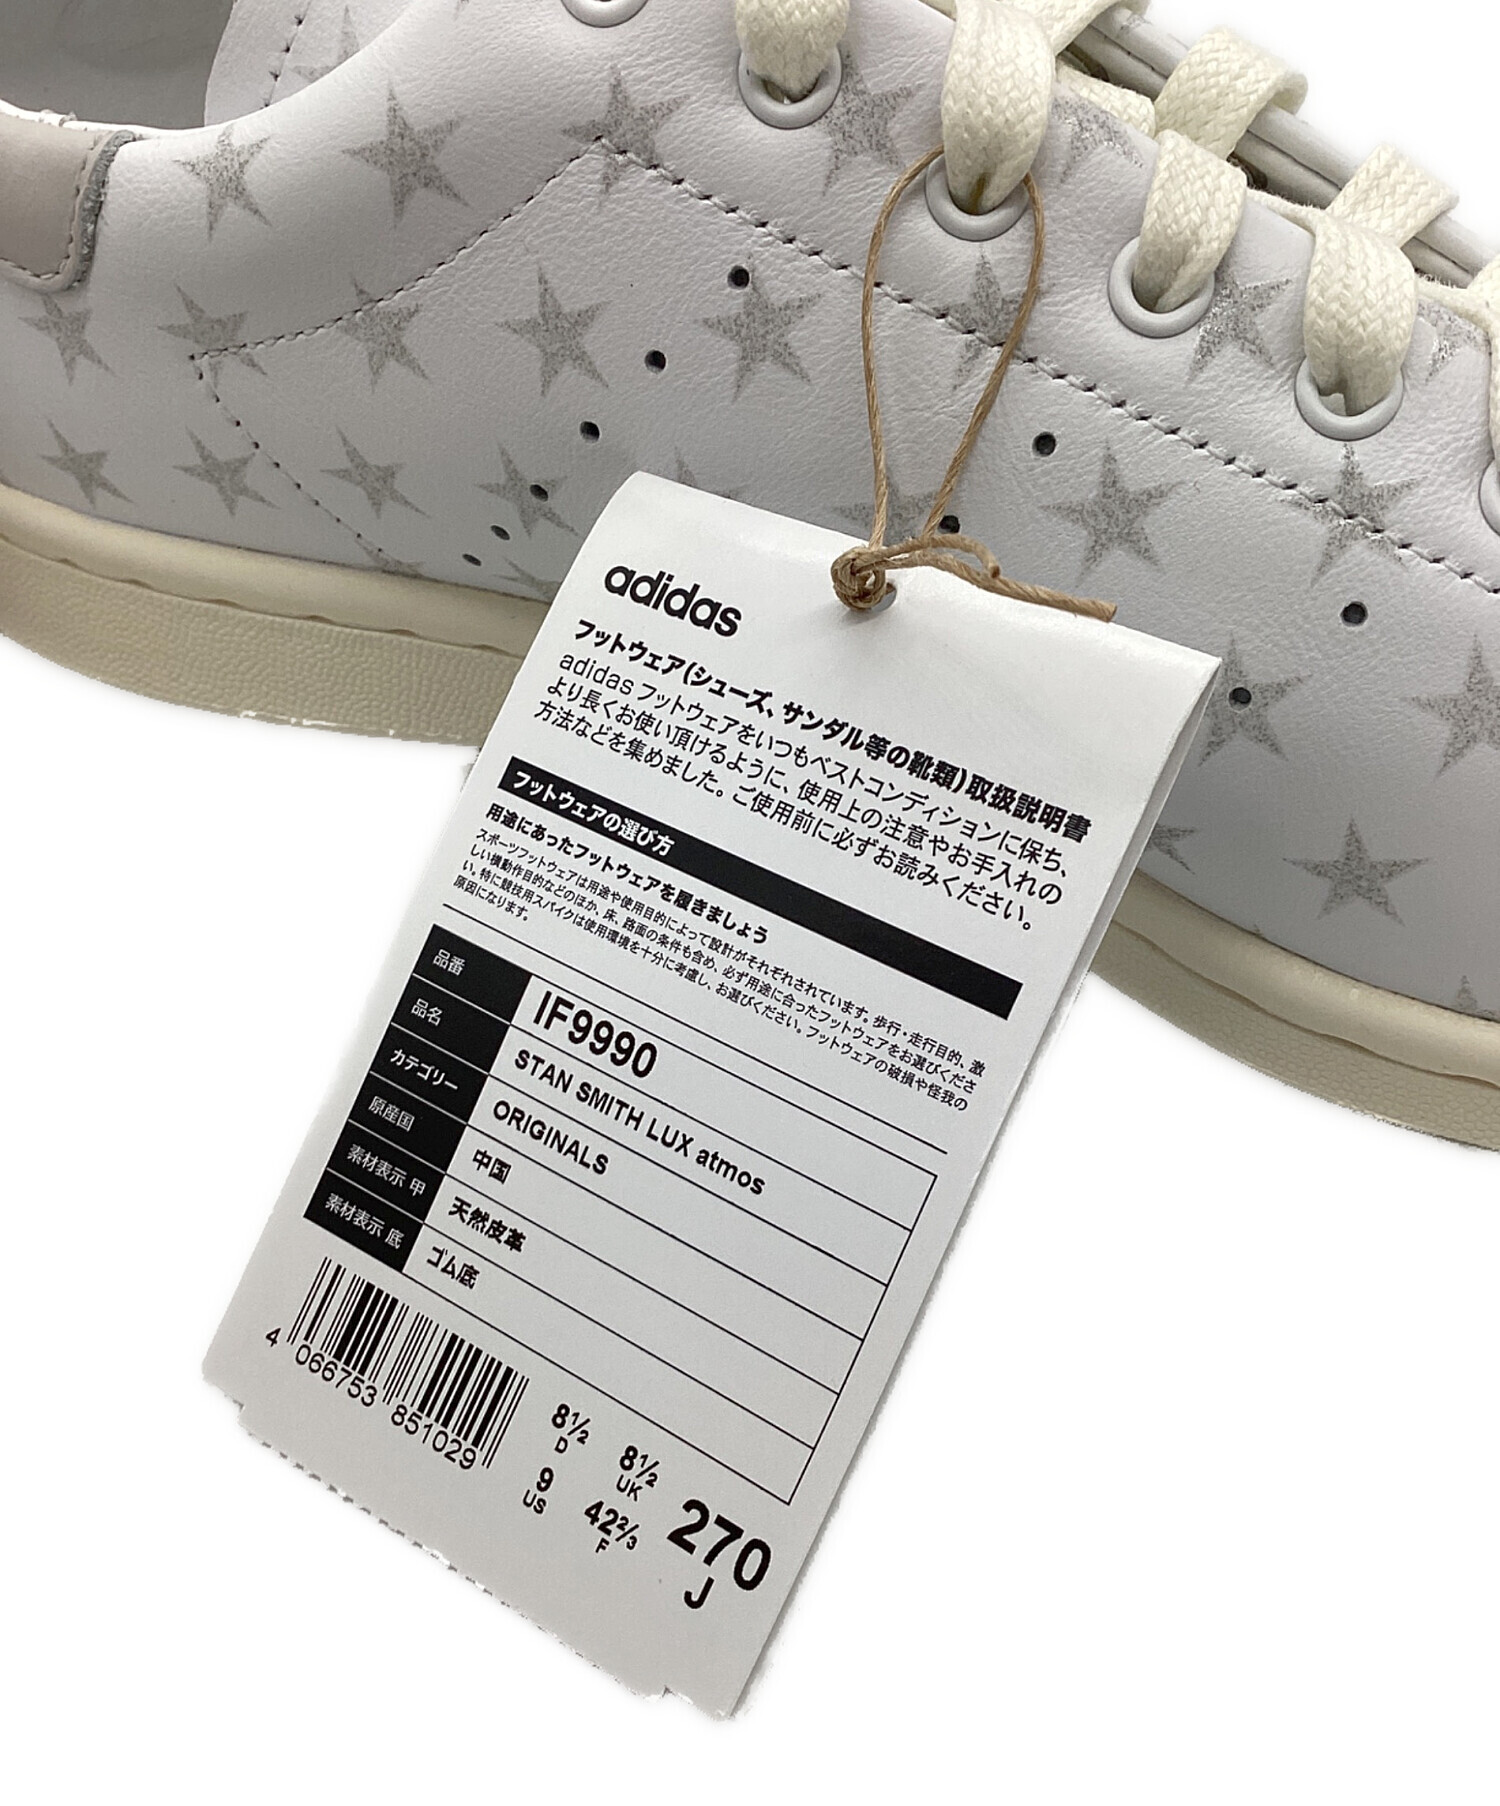 adidas
フットウェア(シューズ、サンダル等の靴類)取扱説明書
adidas フットウェアをいつもベストコンディションに保ち、
より長くお使い頂けるように、使用上の注意やお手入れの
方法などを集めました。ご使用前に必ずお読みください。
フットウェアの選び方
用途にあったフットウェアを履きましょう
スポーツフットウェアは用途や使用目的によって設計がそれぞれされています。歩行・走行目的、激
しい機動作目的などのほか、床、路面の条件も含め、必ず用途に合ったフットウェアをお選びくださ
い。特に競技用スパイクは使用環境を十分に考慮し、お選びください。フットウェアの破損や怪我の
原因になります。
品番 IF9990
品名 STAN SMITH LUX atmos
カテゴリー ORIGINALS
原産国 中国
素材表示 甲 天然皮革
素材表示 底 ゴム底
4 066753 851029
8½ D 8½ UK
9 US 42⅔ F
270 J